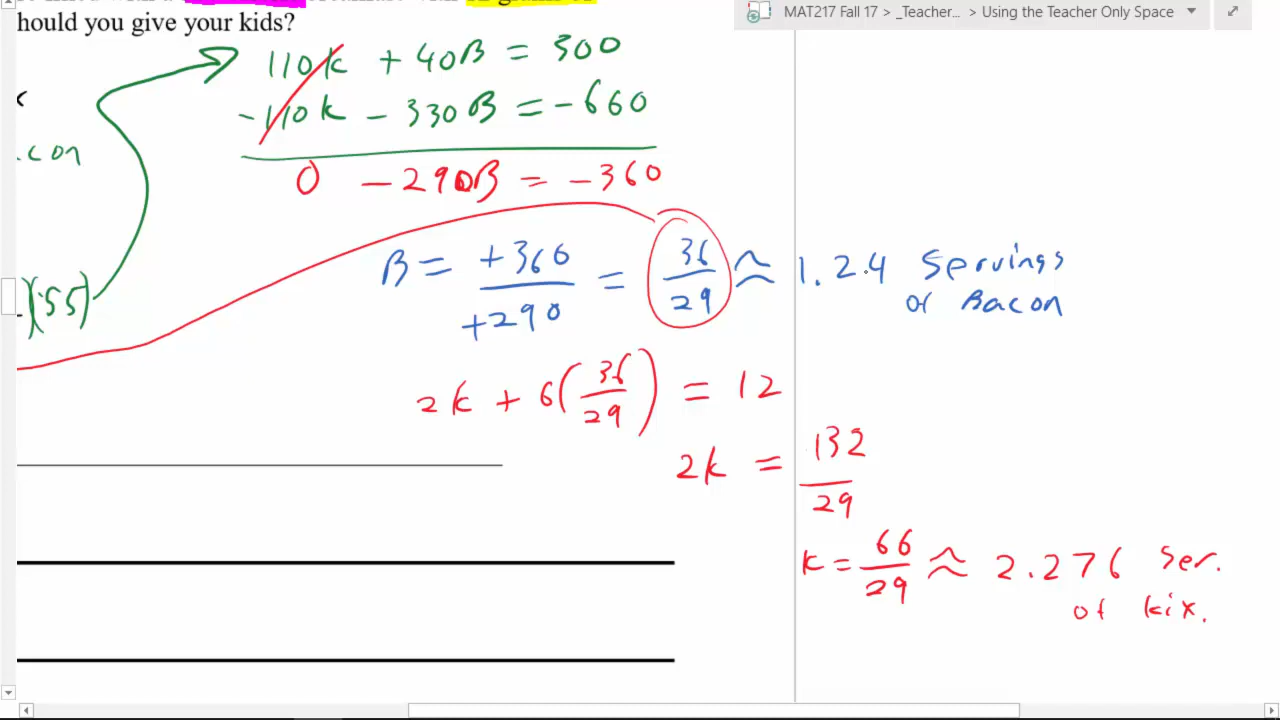 MAT217 Fall 17 > _Teacher... > Using the Teacher Only Space
hould you give your kids?
110k + 40B = 300
-110k - 330B = -660
con
0 - 290B = -360
)(55)
B = +360/+290 = 36/29 ≈ 1.24 Servings
of Bacon
2k + 6(36/29) = 12
2k = 132/29
k = 66/29 ≈ 2.276 Ser.
of kix.